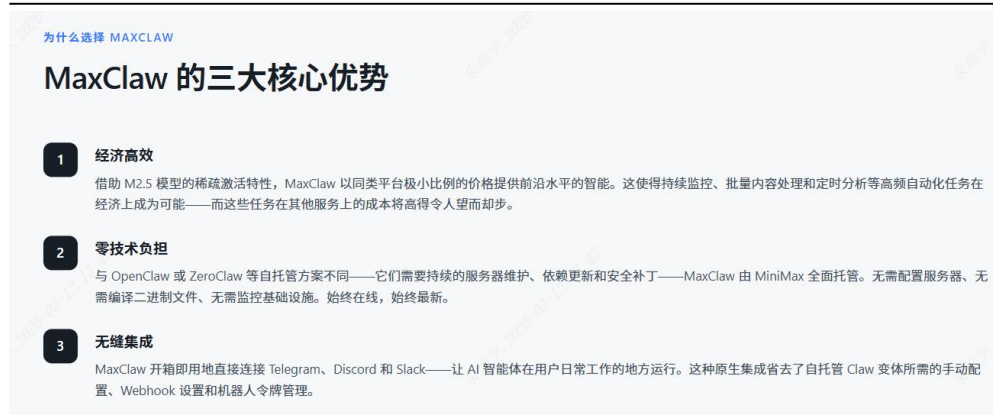 为什么选择 MAXCLAW
MaxClaw 的三大核心优势
1
经济高效
借助 M2.5 模型的稀疏激活特性，MaxClaw 以同类平台极小比例的价格提供前沿水平的智能。这使得持续监控、批量内容处理和定时分析等高频自动化任务在
经济上成为可能——而这些任务在其他服务上的成本将高得令人望而却步。
2
零技术负担
与 OpenClaw 或 ZeroClaw 等自托管方案不同——它们需要持续的服务器维护、依赖更新和安全补丁——MaxClaw 由 MiniMax 全面托管。无需配置服务器、无
需编译二进制文件、无需监控基础设施。始终在线，始终最新。
3
无缝集成
MaxClaw 开箱即用地直接连接 Telegram、Discord 和 Slack——让 AI 智能体在用户日常工作的地方运行。这种原生集成省去了自托管 Claw 变体所需的手动配
置、Webhook 设置和机器人令牌管理。